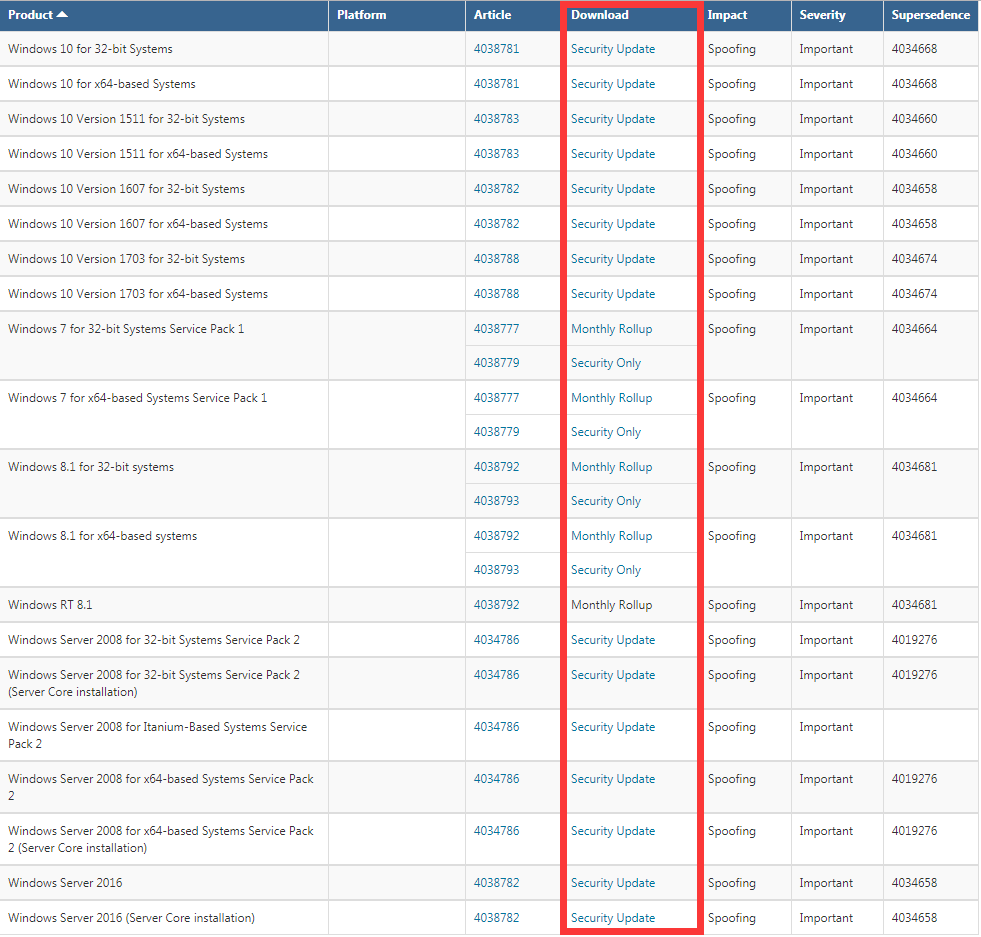 Product Platform Article Download Impact Severity Supersedence
Windows 10 for 32-bit Systems 4038781 Security Update Spoofing Important 4034668
Windows 10 for x64-based Systems 4038781 Security Update Spoofing Important 4034668
Windows 10 Version 1511 for 32-bit Systems 4038783 Security Update Spoofing Important 4034660
Windows 10 Version 1511 for x64-based Systems 4038783 Security Update Spoofing Important 4034660
Windows 10 Version 1607 for 32-bit Systems 4038782 Security Update Spoofing Important 4034658
Windows 10 Version 1607 for x64-based Systems 4038782 Security Update Spoofing Important 4034658
Windows 10 Version 1703 for 32-bit Systems 4038788 Security Update Spoofing Important 4034674
Windows 10 Version 1703 for x64-based Systems 4038788 Security Update Spoofing Important 4034674
Windows 7 for 32-bit Systems Service Pack 1 4038777 Monthly Rollup Spoofing Important 4034664
4038779 Security Only
Windows 7 for x64-based Systems Service Pack 1 4038777 Monthly Rollup Spoofing Important 4034664
4038779 Security Only
Windows 8.1 for 32-bit systems 4038792 Monthly Rollup Spoofing Important 4034681
4038793 Security Only
Windows 8.1 for x64-based systems 4038792 Monthly Rollup Spoofing Important 4034681
4038793 Security Only
Windows RT 8.1 4038792 Monthly Rollup Spoofing Important 4034681
Windows Server 2008 for 32-bit Systems Service Pack 2 4034786 Security Update Spoofing Important 4019276
Windows Server 2008 for 32-bit Systems Service Pack 2 4034786 Security Update Spoofing Important 4019276
(Server Core installation)
Windows Server 2008 for Itanium-Based Systems Service 4034786 Security Update Spoofing Important
Pack 2
Windows Server 2008 for x64-based Systems Service Pack 4034786 Security Update Spoofing Important 4019276
2
Windows Server 2008 for x64-based Systems Service Pack 4034786 Security Update Spoofing Important 4019276
2 (Server Core installation)
Windows Server 2016 4038782 Security Update Spoofing Important 4034658
Windows Server 2016 (Server Core installation) 4038782 Security Update Spoofing Important 4034658